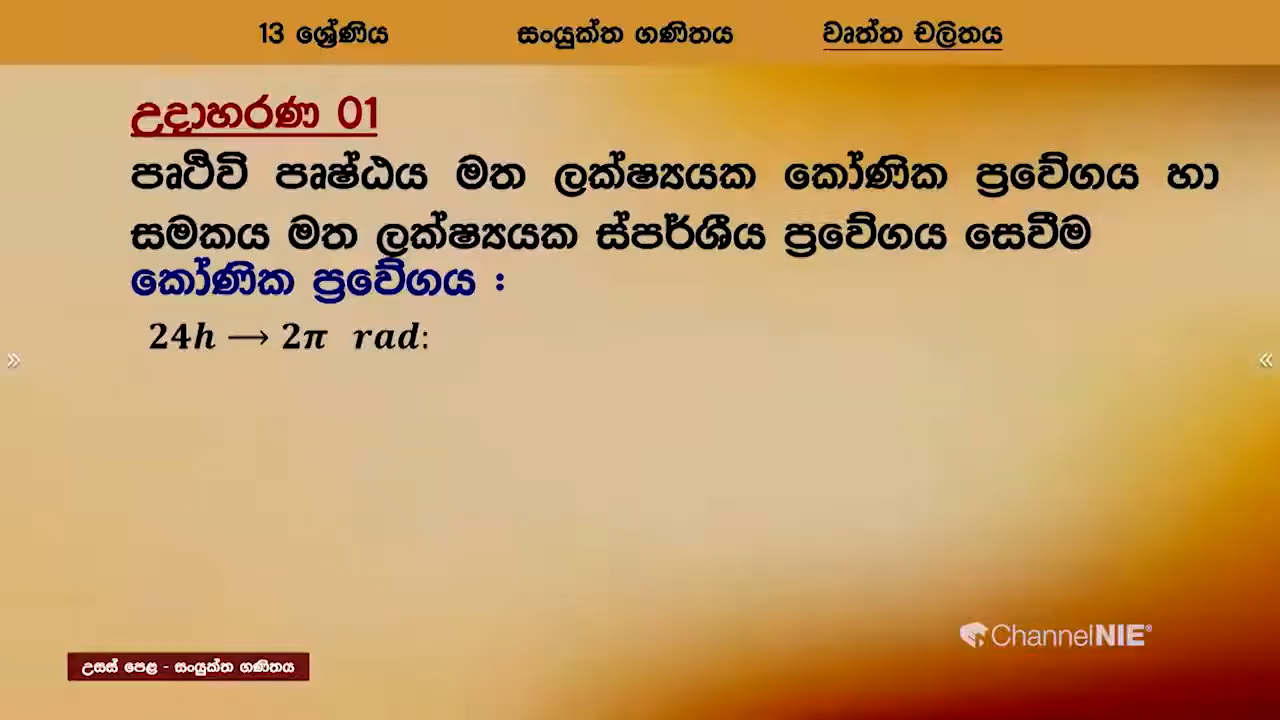 13 ශ්‍රේණිය සංයුක්ත ගණිතය වෘත්ත චලිතය
උදාහරණ 01
පෘථිවි පෘෂ්ඨය මත ලක්ෂ්‍යයක කෝණික ප්‍රවේගය හා
සමකය මත ලක්ෂ්‍යයක ස්පර්ශීය ප්‍රවේගය සෙවීම
කෝණික ප්‍රවේගය :
24h ⟶ 2π rad:
»
«
ChannelNIE®
උසස් පෙළ - සංයුක්ත ගණිතය